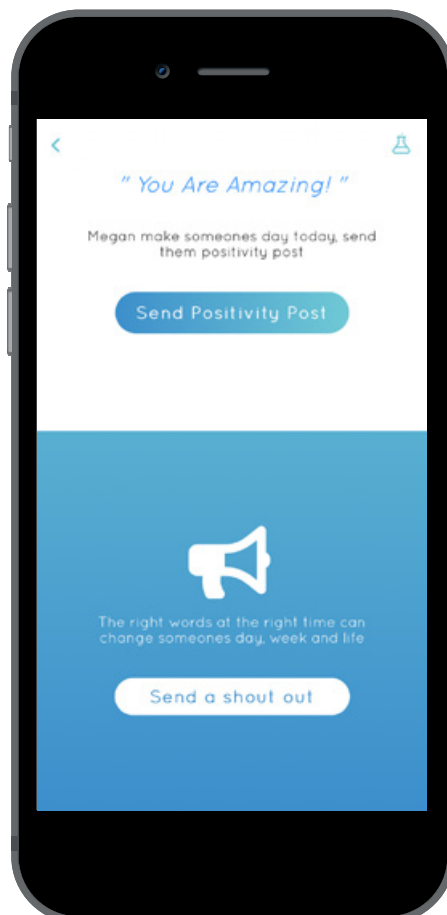 " You Are Amazing! "
Megan make someones day today, send
them positivity post
Send Positivity Post
The right words at the right time can
change someones day, week and life
Send a shout out